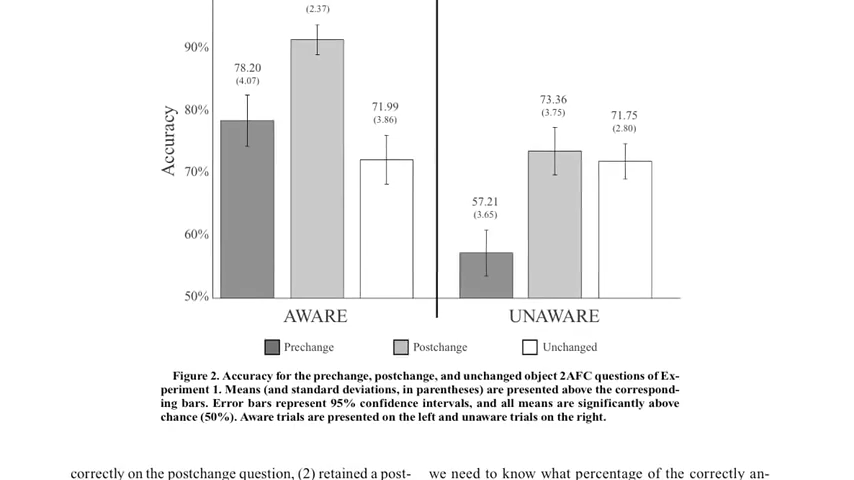 (2.37)
90%
78.20
(4.07)
80%
71.99
(3.86)
73.36
(3.75)
71.75
(2.80)
Accuracy
70%
57.21
(3.65)
60%
50%
AWARE
UNAWARE
Prechange
Postchange
Unchanged
Figure 2. Accuracy for the prechange, postchange, and unchanged object 2AFC questions of Ex-
periment 1. Means (and standard deviations, in parentheses) are presented above the correspond-
ing bars. Error bars represent 95% confidence intervals, and all means are significantly above
chance (50%). Aware trials are presented on the left and unaware trials on the right.
correctly on the postchange question, (2) retained a post-
we need to know what percentage of the correctly an-